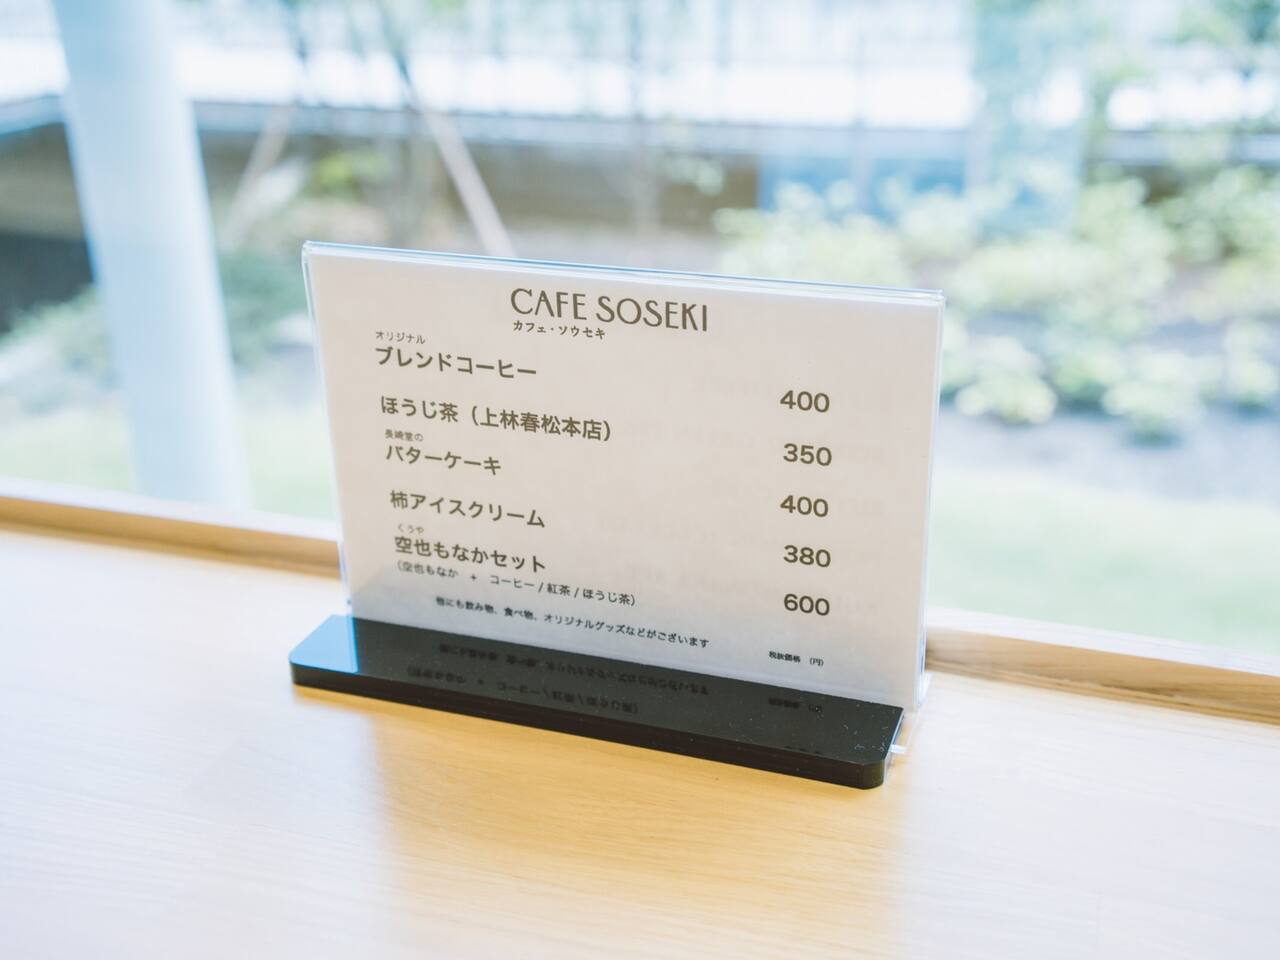 CAFE SOSEKI
カフェ・ソウセキ
オリジナル
ブレンドコーヒー 400
ほうじ茶（上林春松本店） 350
長崎堂の
バターケーキ 400
柿アイスクリーム 380
くうや
空也もなかセット 600
（空也もなか + コーヒー / 紅茶 / ほうじ茶）
他にも飲み物、食べ物、オリジナルグッズなどがございます
税抜価格 （円）